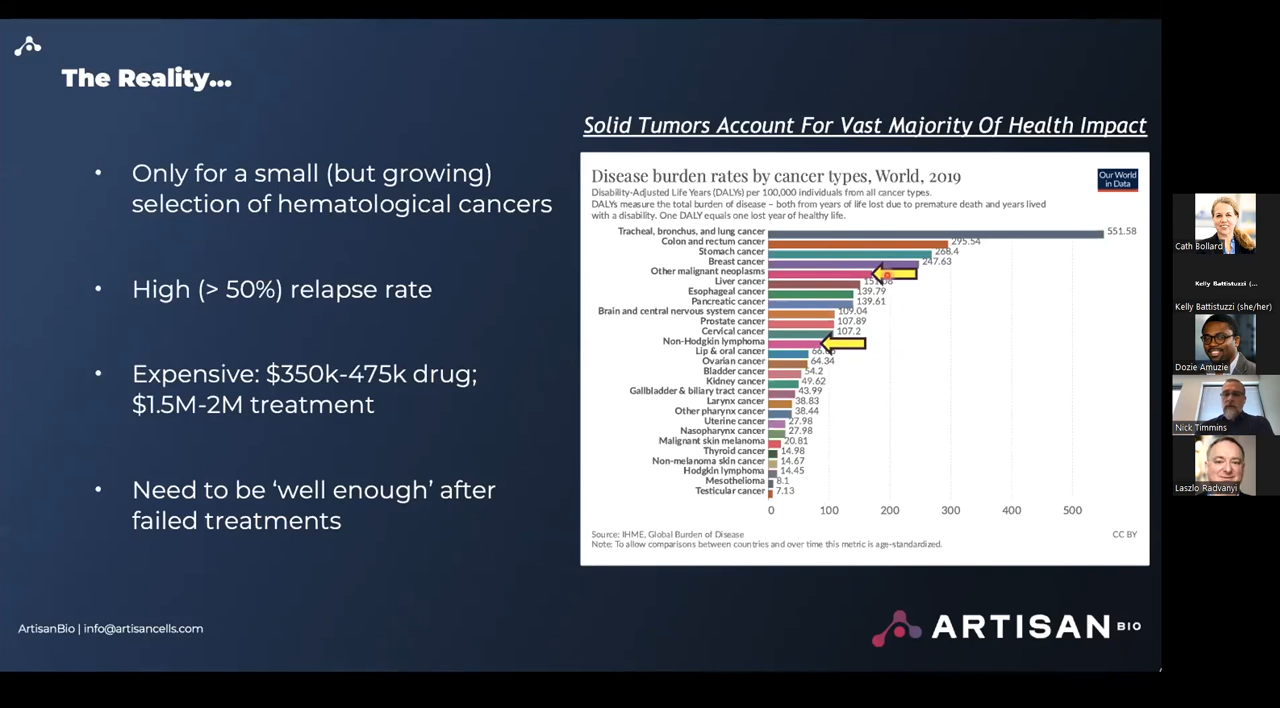 The Reality...
• Only for a small (but growing)
selection of hematological cancers
• High (> 50%) relapse rate
• Expensive: $350k-475k drug;
$1.5M-2M treatment
• Need to be ‘well enough’ after
failed treatments
Solid Tumors Account For Vast Majority Of Health Impact
Disease burden rates by cancer types, World, 2019
Our World
in Data
Disability-Adjusted Life Years (DALYs) per 100,000 individuals from all cancer types.
DALYs measure the total burden of disease – both from years of life lost due to premature death and years lived
with a disability. One DALY equals one lost year of healthy life.
Tracheal, bronchus, and lung cancer 551.58
Colon and rectum cancer 295.54
Stomach cancer 268.4
Breast cancer 247.63
Other malignant neoplasms
Liver cancer
Esophageal cancer 139.79
Pancreatic cancer 139.61
Brain and central nervous system cancer 109.04
Prostate cancer 107.89
Cervical cancer 107.2
Non-Hodgkin lymphoma
Lip & oral cancer
Ovarian cancer 64.34
Bladder cancer 54.2
Kidney cancer 49.62
Gallbladder & biliary tract cancer 43.99
Larynx cancer 38.83
Other pharynx cancer 38.44
Uterine cancer 27.98
Nasopharynx cancer 27.98
Malignant skin melanoma 20.81
Thyroid cancer 14.98
Non-melanoma skin cancer 14.67
Hodgkin lymphoma 14.45
Mesothelioma 8.1
Testicular cancer 7.13
0 100 200 300 400 500
Source: IHME, Global Burden of Disease
CC BY
Note: To allow comparisons between countries and over time this metric is age-standardized.
ArtisanBio | info@artisancells.com
ARTISAN BIO
Cath Bollard
Kelly Battistuzzi (...
Kelly Battistuzzi (she/her)
Dozie Amuzie
Nick Timmins
Laszlo Radvanyi